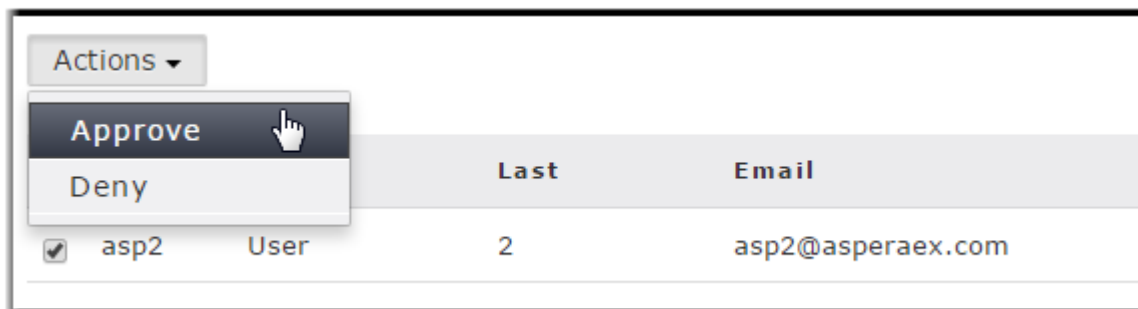 Actions
Approve
Last Email
Deny
asp2 User 2 asp2@asperaex.com